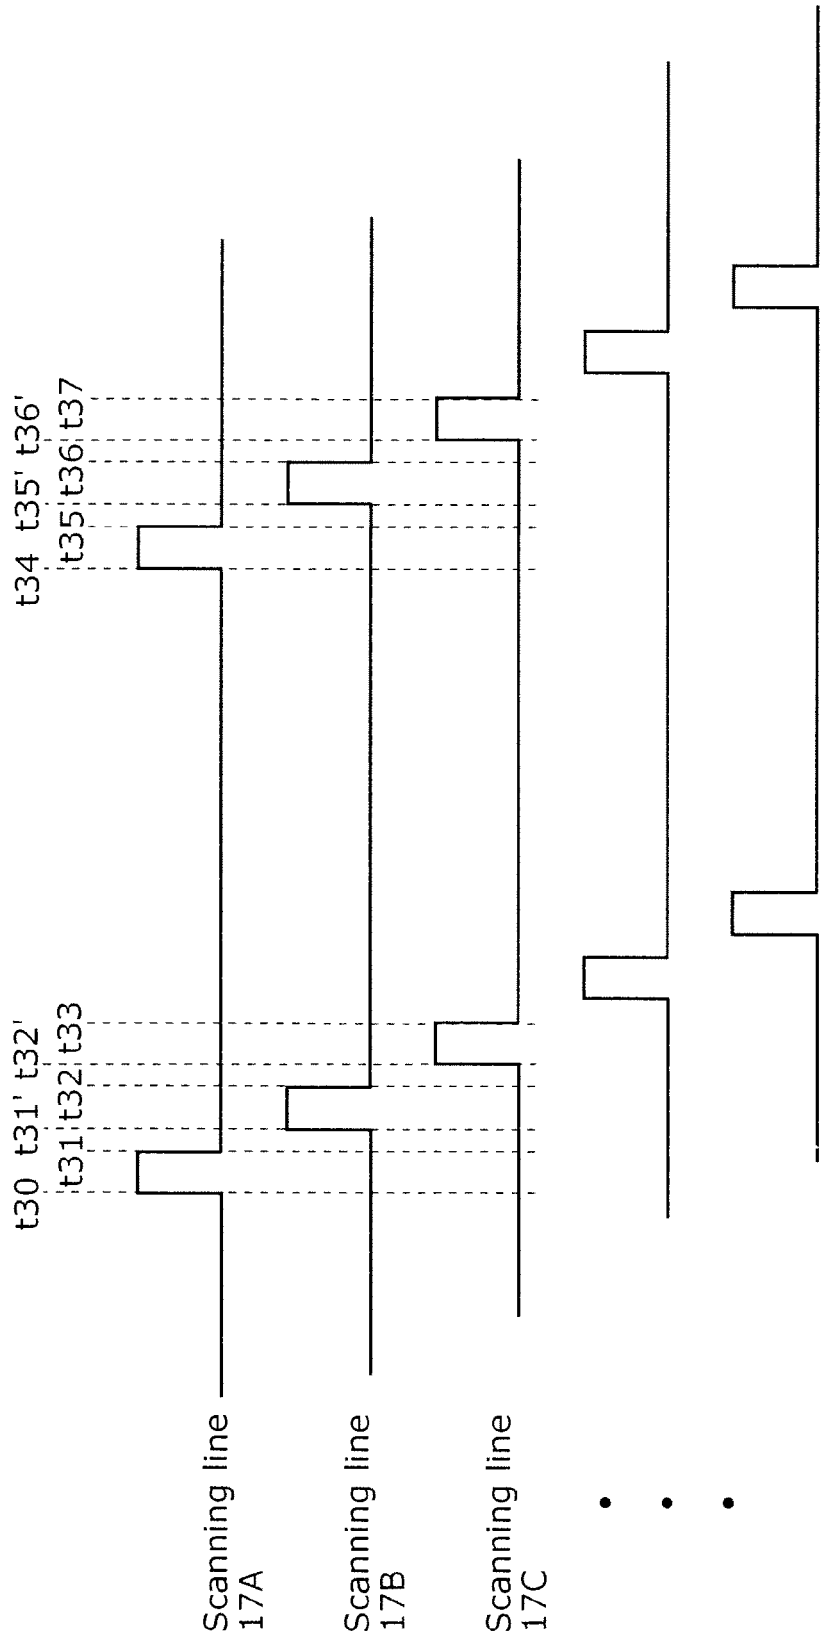 t30 t31' t32' t34 t35' t36'
t31 t32 t33 t35 t36 t37
Scanning line
17A
Scanning line
17B
Scanning line
17C